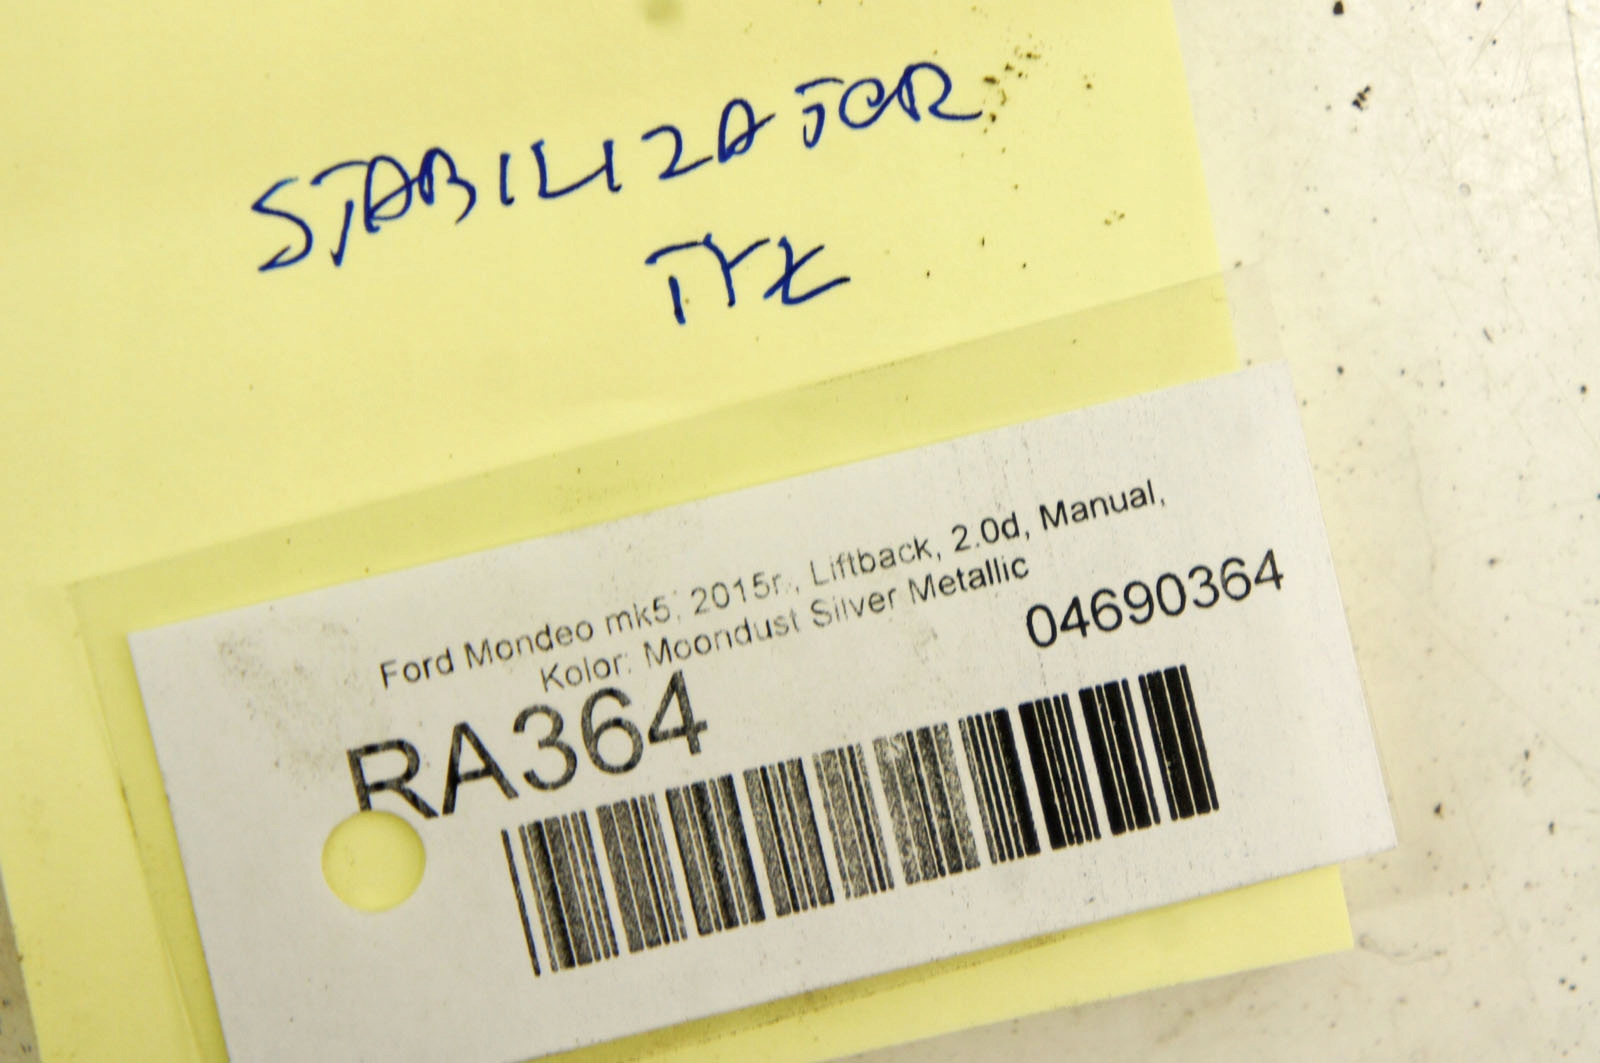 STABILIZATOR
TYŁ
Ford Mondeo mk5, 2015r., Liftback, 2.0d, Manual,
Kolor: Moondust Silver Metallic
04690364
RA364